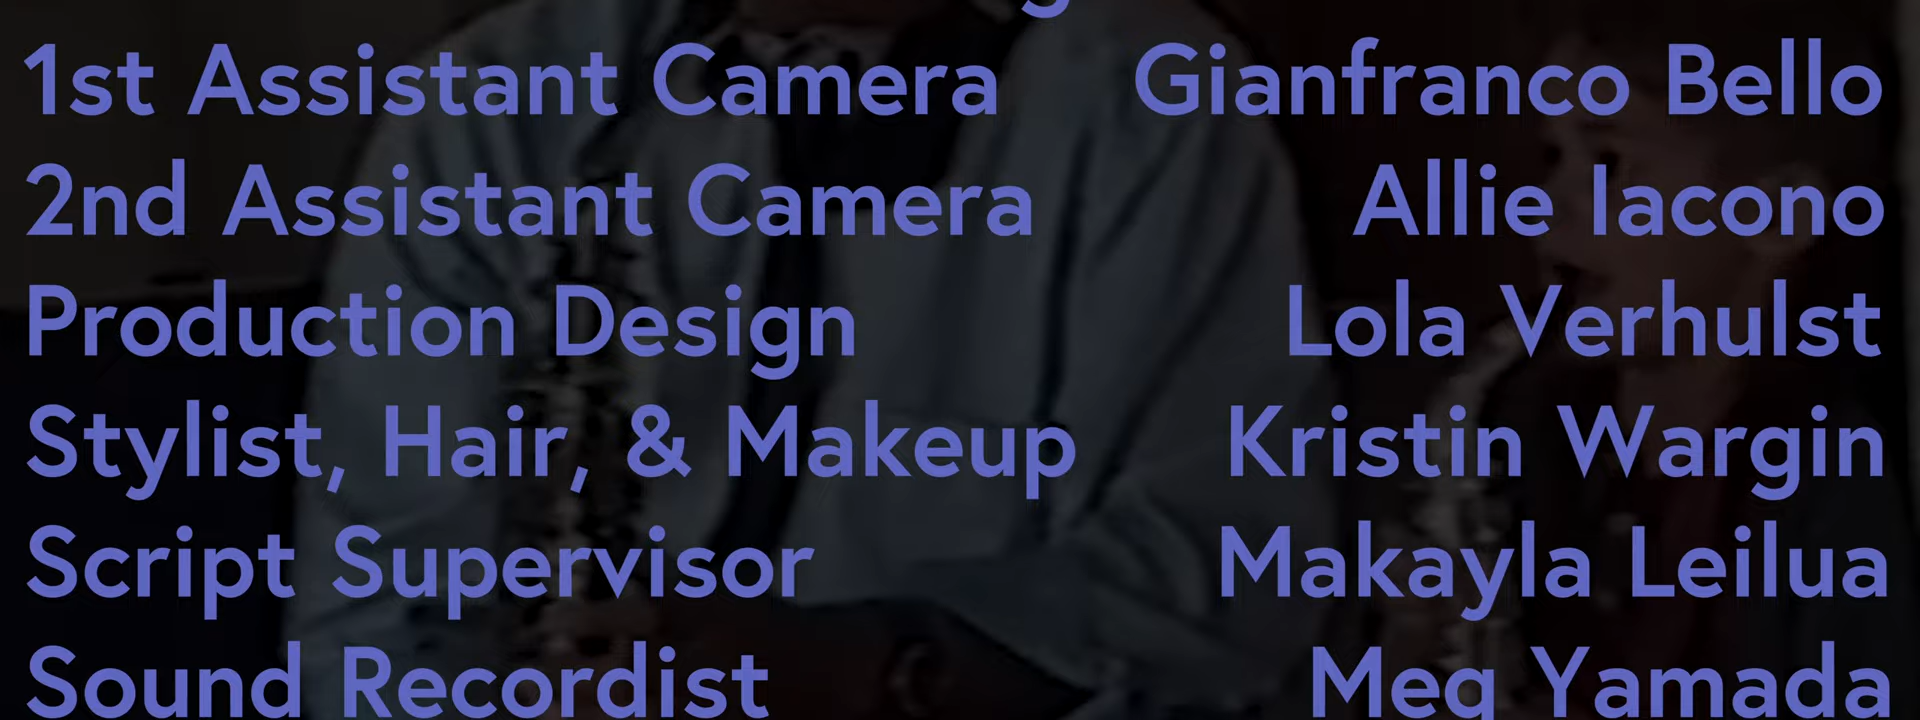 1st Assistant Camera Gianfranco Bello
2nd Assistant Camera Allie Iacono
Production Design Lola Verhulst
Stylist, Hair, & Makeup Kristin Wargin
Script Supervisor Makayla Leilua
Sound Recordist Meg Yamada